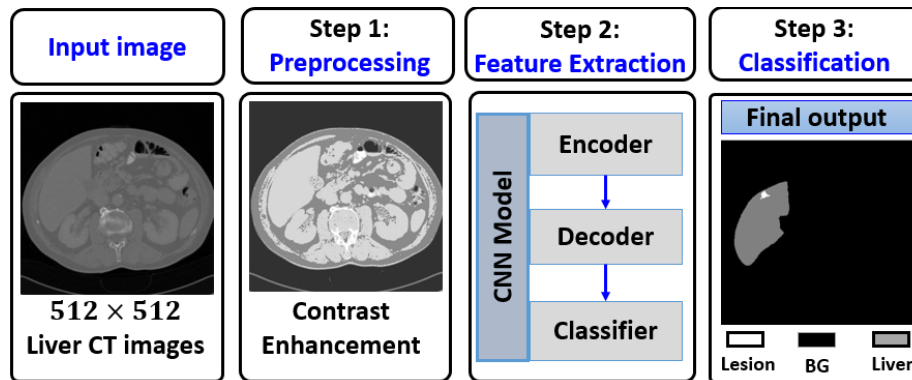 Input image
Step 1:
Preprocessing
Step 2:
Feature Extraction
Step 3:
Classification
512 × 512
Liver CT images
Contrast
Enhancement
CNN Model
Encoder
Decoder
Classifier
Final output
Lesion
BG
Liver